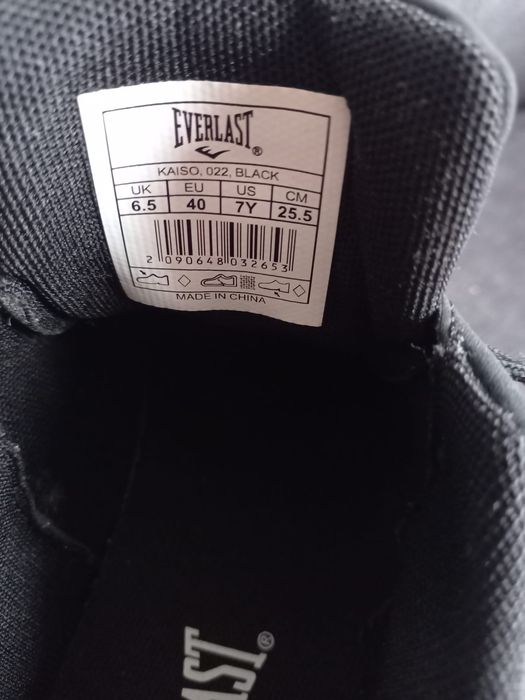 EVERLAST®
KAISO, 022, BLACK
UK EU US CM
6.5 40 7Y 25.5
2 090648 032653
MADE IN CHINA
LAST®